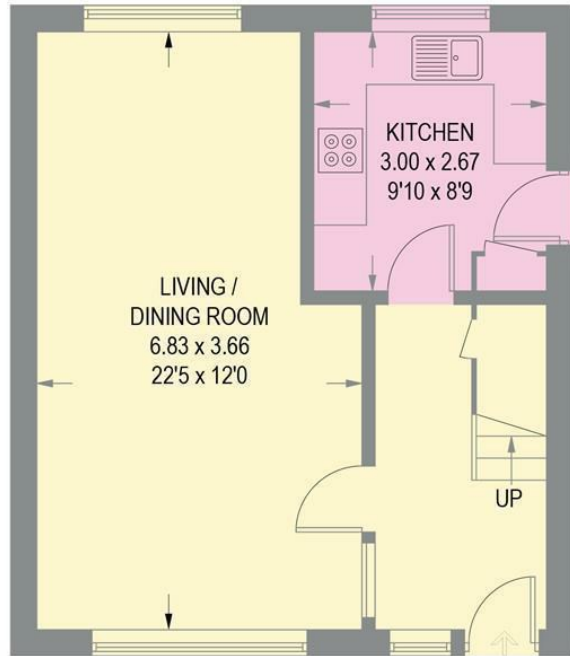 KITCHEN
3.00 x 2.67
9'10 x 8'9
LIVING /
DINING ROOM
6.83 x 3.66
22'5 x 12'0
UP